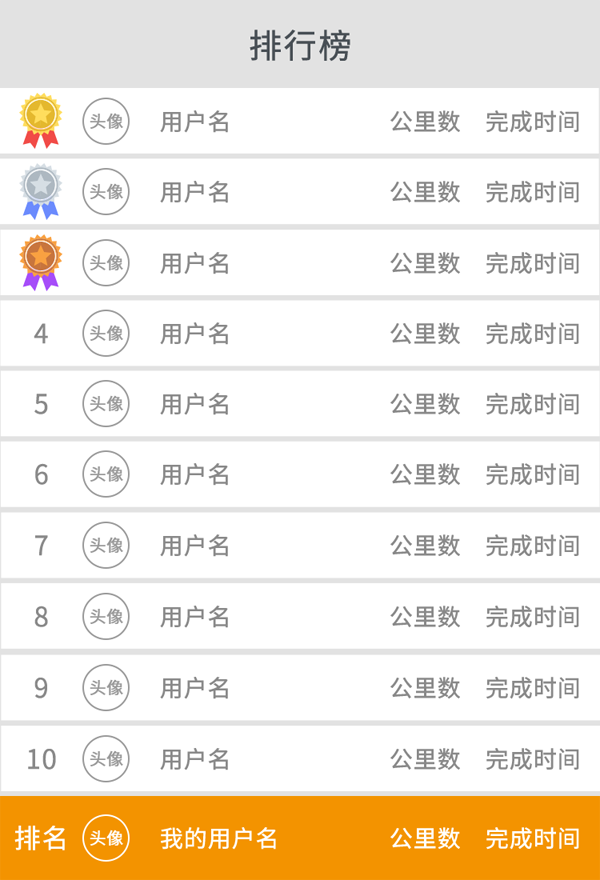 排行榜
头像 用户名 公里数 完成时间
头像 用户名 公里数 完成时间
头像 用户名 公里数 完成时间
4 头像 用户名 公里数 完成时间
5 头像 用户名 公里数 完成时间
6 头像 用户名 公里数 完成时间
7 头像 用户名 公里数 完成时间
8 头像 用户名 公里数 完成时间
9 头像 用户名 公里数 完成时间
10 头像 用户名 公里数 完成时间
排名 头像 我的用户名 公里数 完成时间